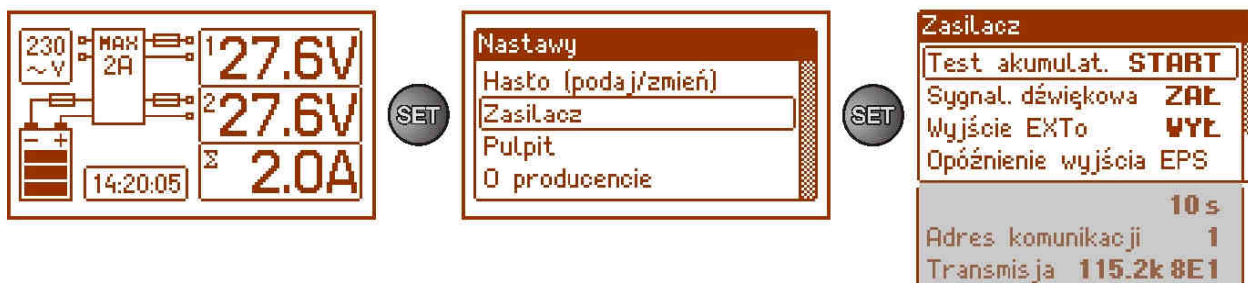 230
~V
MAX
2A
1 27.6V
2 27.6V
Σ 2.0A
- +
14:20:05
SET
Nastawy
Hasło (podaj/zmień)
Zasilacz
Pulpit
O producencie
SET
Zasilacz
Test akumulat. START
Sygnal. dźwiękowa ZAŁ
Wyjście EXTo WYŁ
Opóźnienie wyjścia EPS
10 s
Adres komunikacji 1
Transmisja 115.2k 8E1